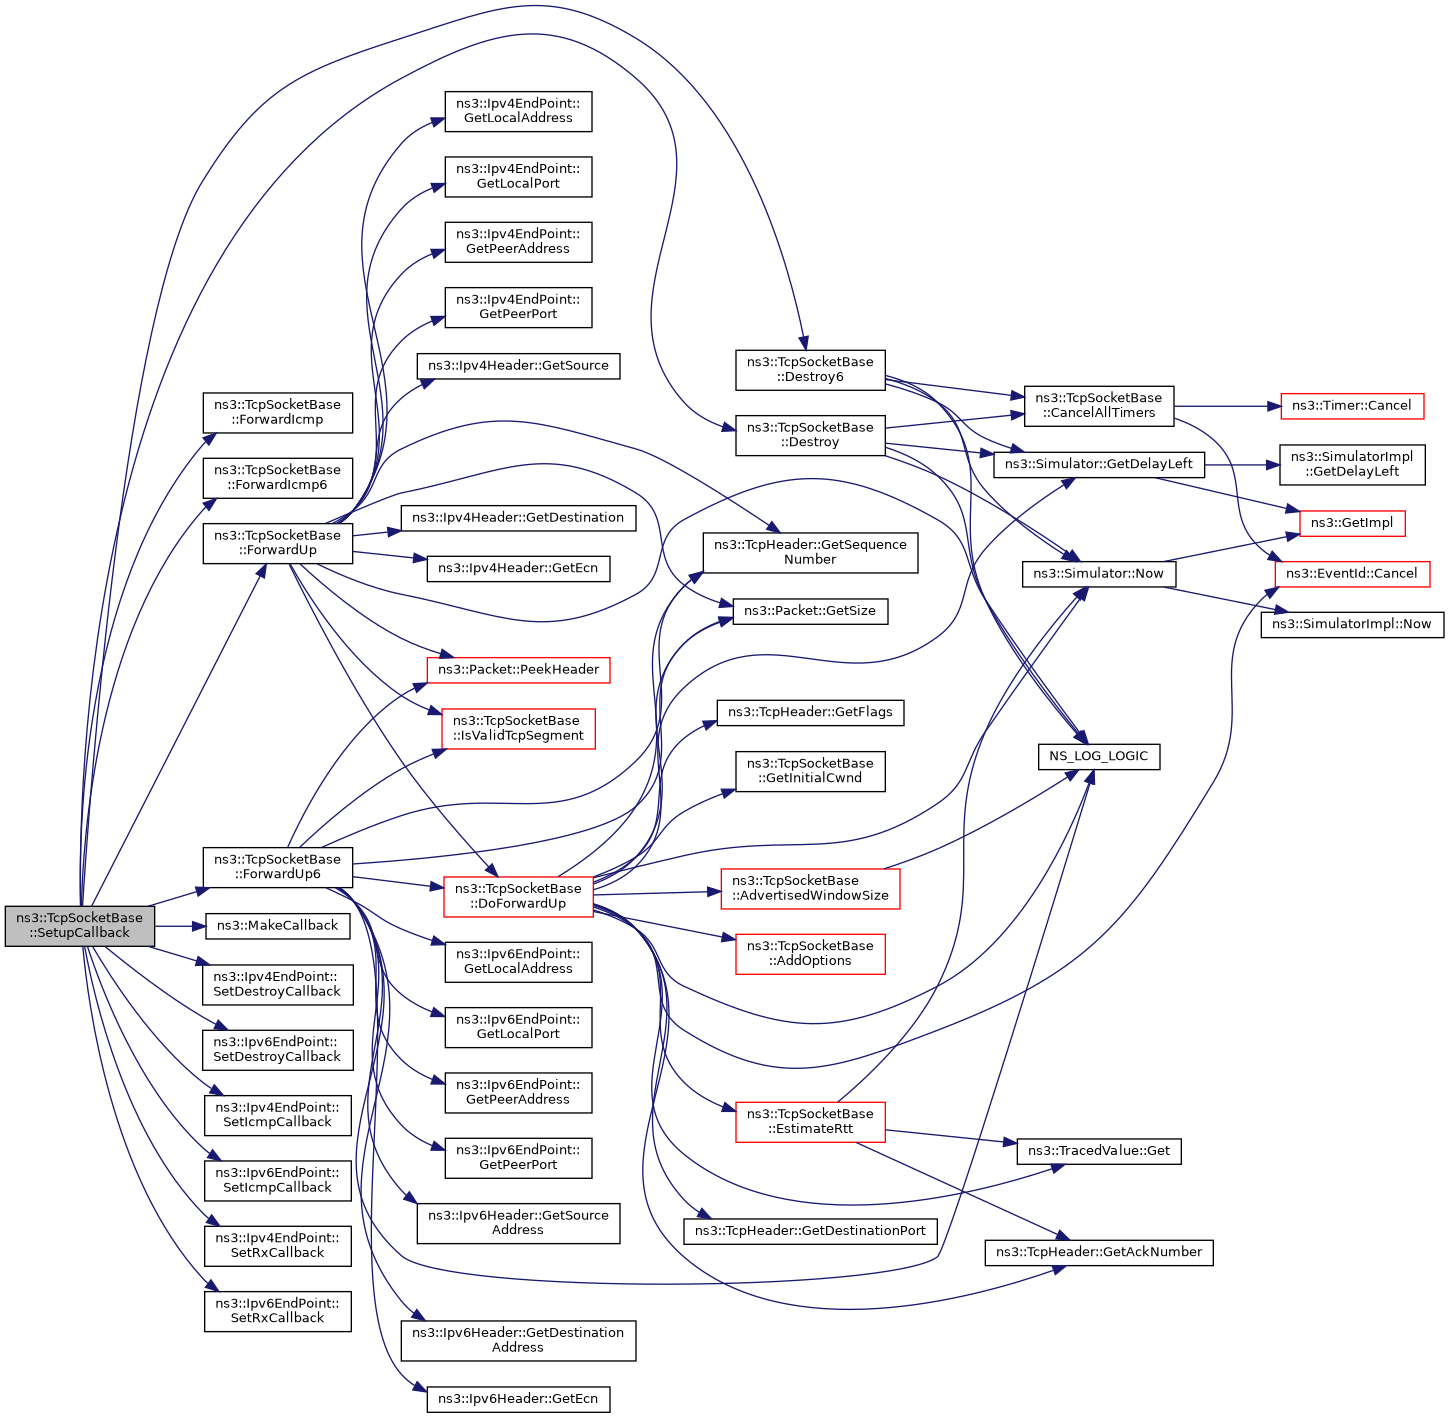 ns3::TcpSocketBase
::SetupCallback
ns3::TcpSocketBase
::ForwardIcmp
ns3::TcpSocketBase
::ForwardIcmp6
ns3::TcpSocketBase
::ForwardUp
ns3::TcpSocketBase
::ForwardUp6
ns3::MakeCallback
ns3::Ipv4EndPoint::
SetDestroyCallback
ns3::Ipv6EndPoint::
SetDestroyCallback
ns3::Ipv4EndPoint::
SetIcmpCallback
ns3::Ipv6EndPoint::
SetIcmpCallback
ns3::Ipv4EndPoint::
SetRxCallback
ns3::Ipv6EndPoint::
SetRxCallback
ns3::Ipv4EndPoint::
GetLocalAddress
ns3::Ipv4EndPoint::
GetLocalPort
ns3::Ipv4EndPoint::
GetPeerAddress
ns3::Ipv4EndPoint::
GetPeerPort
ns3::Ipv4Header::GetSource
ns3::Ipv4Header::GetDestination
ns3::Ipv4Header::GetEcn
ns3::Packet::PeekHeader
ns3::TcpSocketBase
::IsValidTcpSegment
ns3::TcpSocketBase
::DoForwardUp
ns3::Ipv6EndPoint::
GetLocalAddress
ns3::Ipv6EndPoint::
GetLocalPort
ns3::Ipv6EndPoint::
GetPeerAddress
ns3::Ipv6EndPoint::
GetPeerPort
ns3::Ipv6Header::GetSource
Address
ns3::Ipv6Header::GetDestination
Address
ns3::Ipv6Header::GetEcn
ns3::TcpSocketBase
::Destroy6
ns3::TcpSocketBase
::Destroy
ns3::TcpHeader::GetSequence
Number
ns3::Packet::GetSize
ns3::TcpHeader::GetFlags
ns3::TcpSocketBase
::GetInitialCwnd
ns3::TcpSocketBase
::AdvertisedWindowSize
ns3::TcpSocketBase
::AddOptions
ns3::TcpSocketBase
::EstimateRtt
ns3::TcpHeader::GetDestinationPort
ns3::TcpSocketBase
::CancelAllTimers
ns3::Simulator::GetDelayLeft
ns3::Simulator::Now
NS_LOG_LOGIC
ns3::TracedValue::Get
ns3::TcpHeader::GetAckNumber
ns3::Timer::Cancel
ns3::SimulatorImpl
::GetDelayLeft
ns3::GetImpl
ns3::EventId::Cancel
ns3::SimulatorImpl::Now